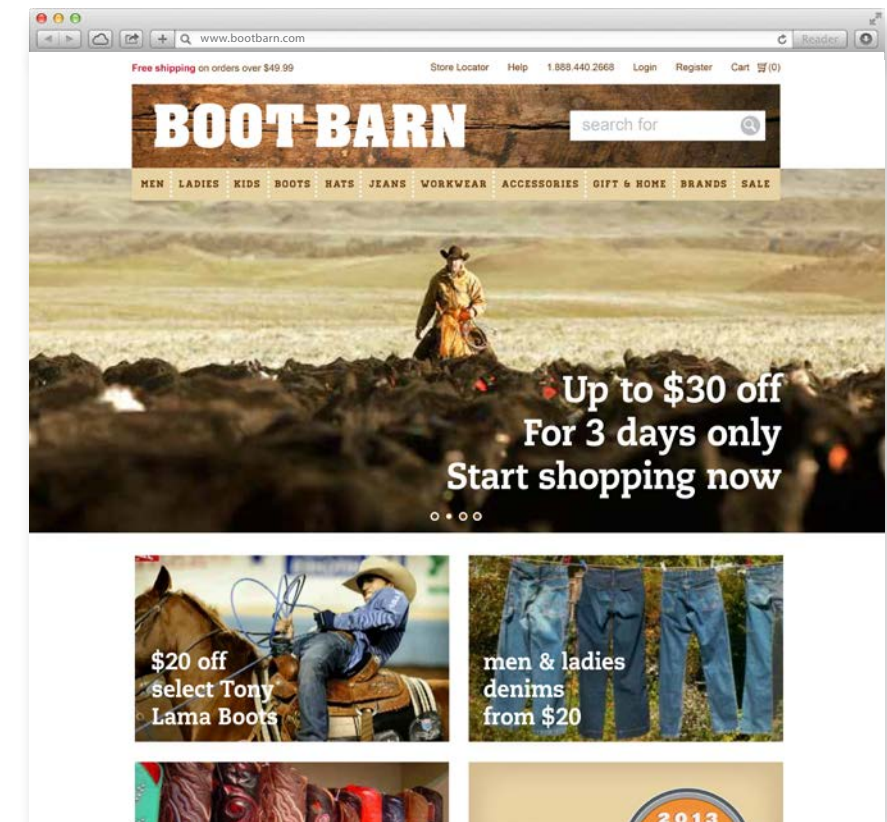 www.bootbarn.com
Reader
Free shipping on orders over $49.99
Store Locator Help 1.888.440.2668 Login Register Cart (0)
BOOT BARN
search for
MEN LADIES KIDS BOOTS HATS JEANS WORKWEAR ACCESSORIES GIFT & HOME BRANDS SALE
Up to $30 off
For 3 days only
Start shopping now
$20 off
select Tony
Lama Boots
men & ladies
denims
from $20
2013